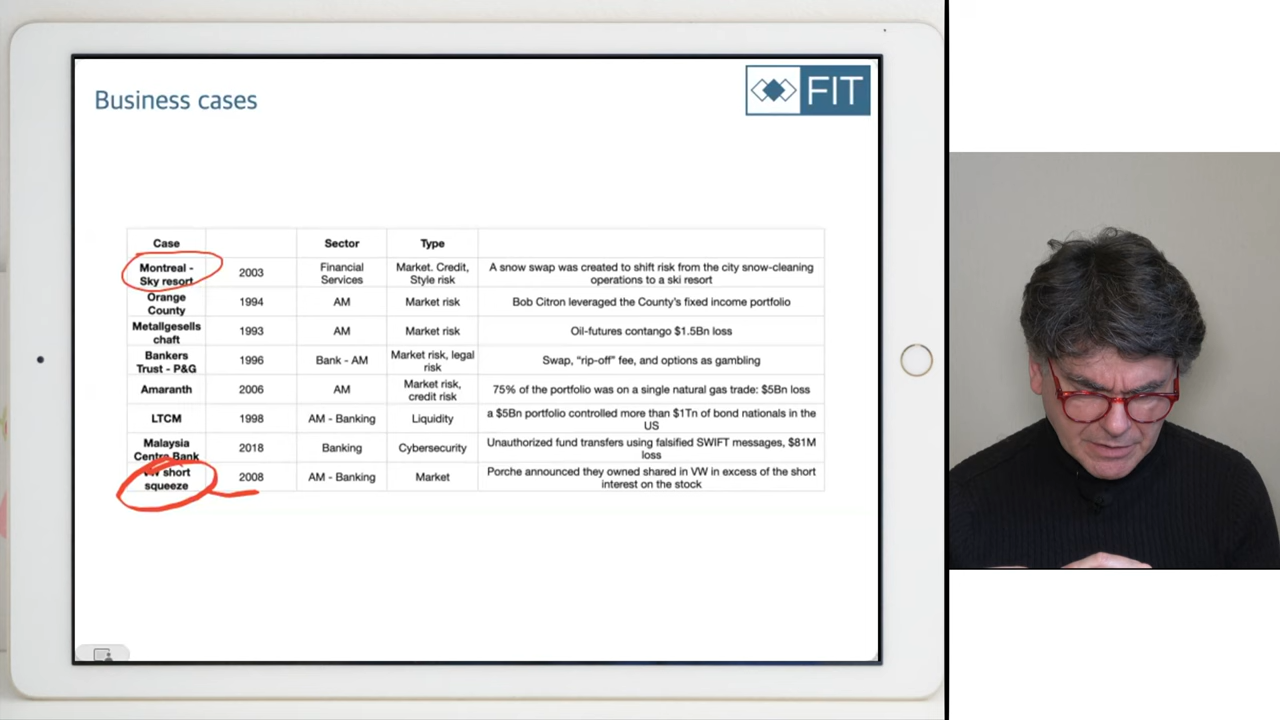 Business cases
FIT
Case Sector Type
Montreal -
Sky resort
2003
Financial
Services
Market. Credit,
Style risk
A snow swap was created to shift risk from the city snow-cleaning
operations to a ski resort
Orange
County
1994
AM
Market risk
Bob Citron leveraged the County's fixed income portfolio
Metallgesells
chaft
1993
AM
Market risk
Oil-futures contango $1.5Bn loss
Bankers
Trust - P&G
1996
Bank - AM
Market risk, legal
risk
Swap, “rip-off” fee, and options as gambling
Amaranth
2006
AM
Market risk,
credit risk
75% of the portfolio was on a single natural gas trade: $5Bn loss
LTCM
1998
AM - Banking
Liquidity
a $5Bn portfolio controlled more than $1Tn of bond nationals in the
US
Malaysia
Centra Bank
2018
Banking
Cybersecurity
Unauthorized fund transfers using falsified SWIFT messages, $81M
loss
VW short
squeeze
2008
AM - Banking
Market
Porche announced they owned shared in VW in excess of the short
interest on the stock